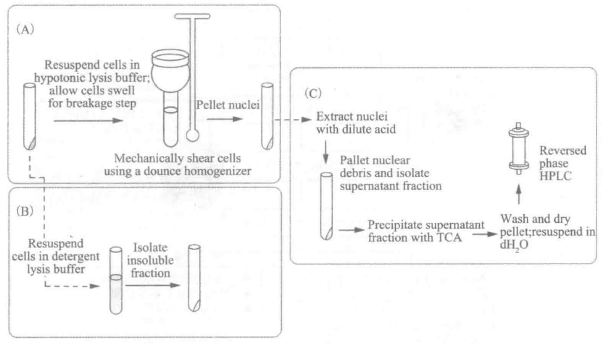 (A)
Resuspend cells in
hypotonic lysis buffer;
allow cells swell
for breakage step
Pellet nuclei
Mechanically shear cells
using a dounce homogenizer
(B)
Resuspend
cells in detergent
lysis buffer
Isolate
insoluble
fraction
(C)
Extract nuclei
with dilute acid
Pallet nuclear
debris and isolate
supernatant fraction
Precipitate supernatant
fraction with TCA
Wash and dry
pellet;resuspend in
dH₂O
Reversed
phase
HPLC